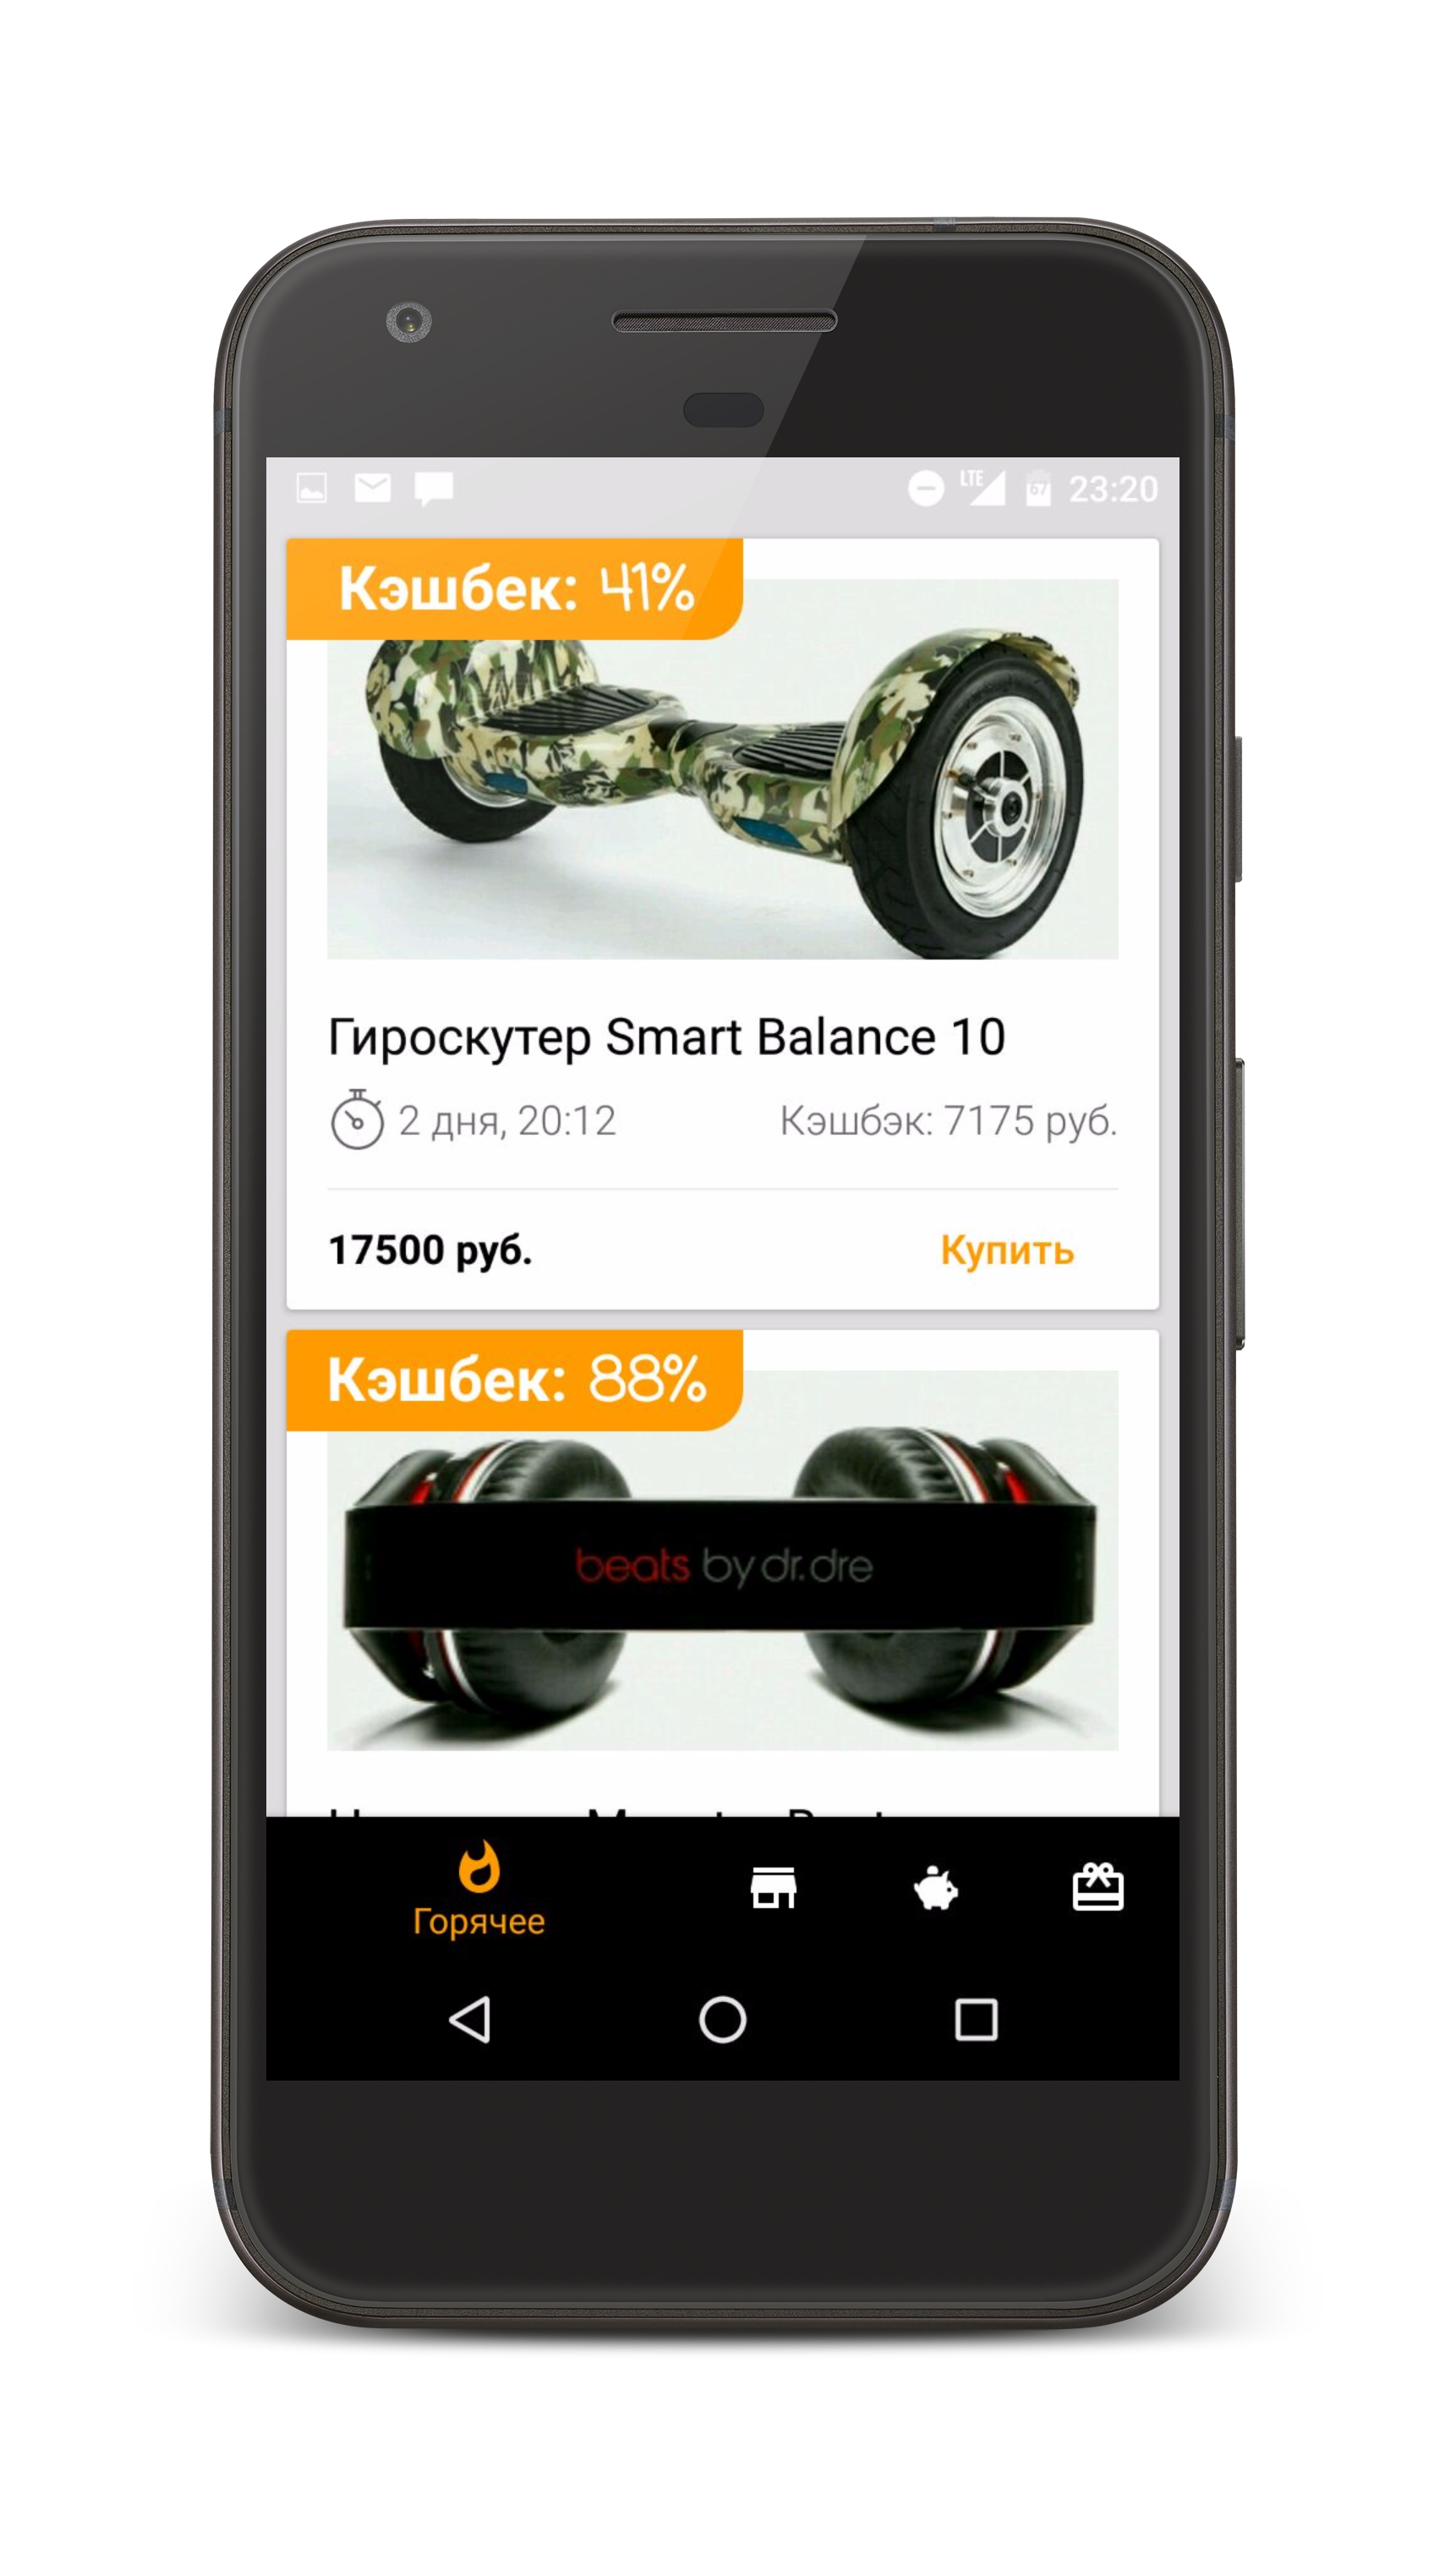 LTE 67 23:20
Кэшбек: 41%
Гироскутер Smart Balance 10
2 дня, 20:12 Кэшбэк: 7175 руб.
17500 руб. Купить
Кэшбек: 88%
beats by dr. dre
Горячее